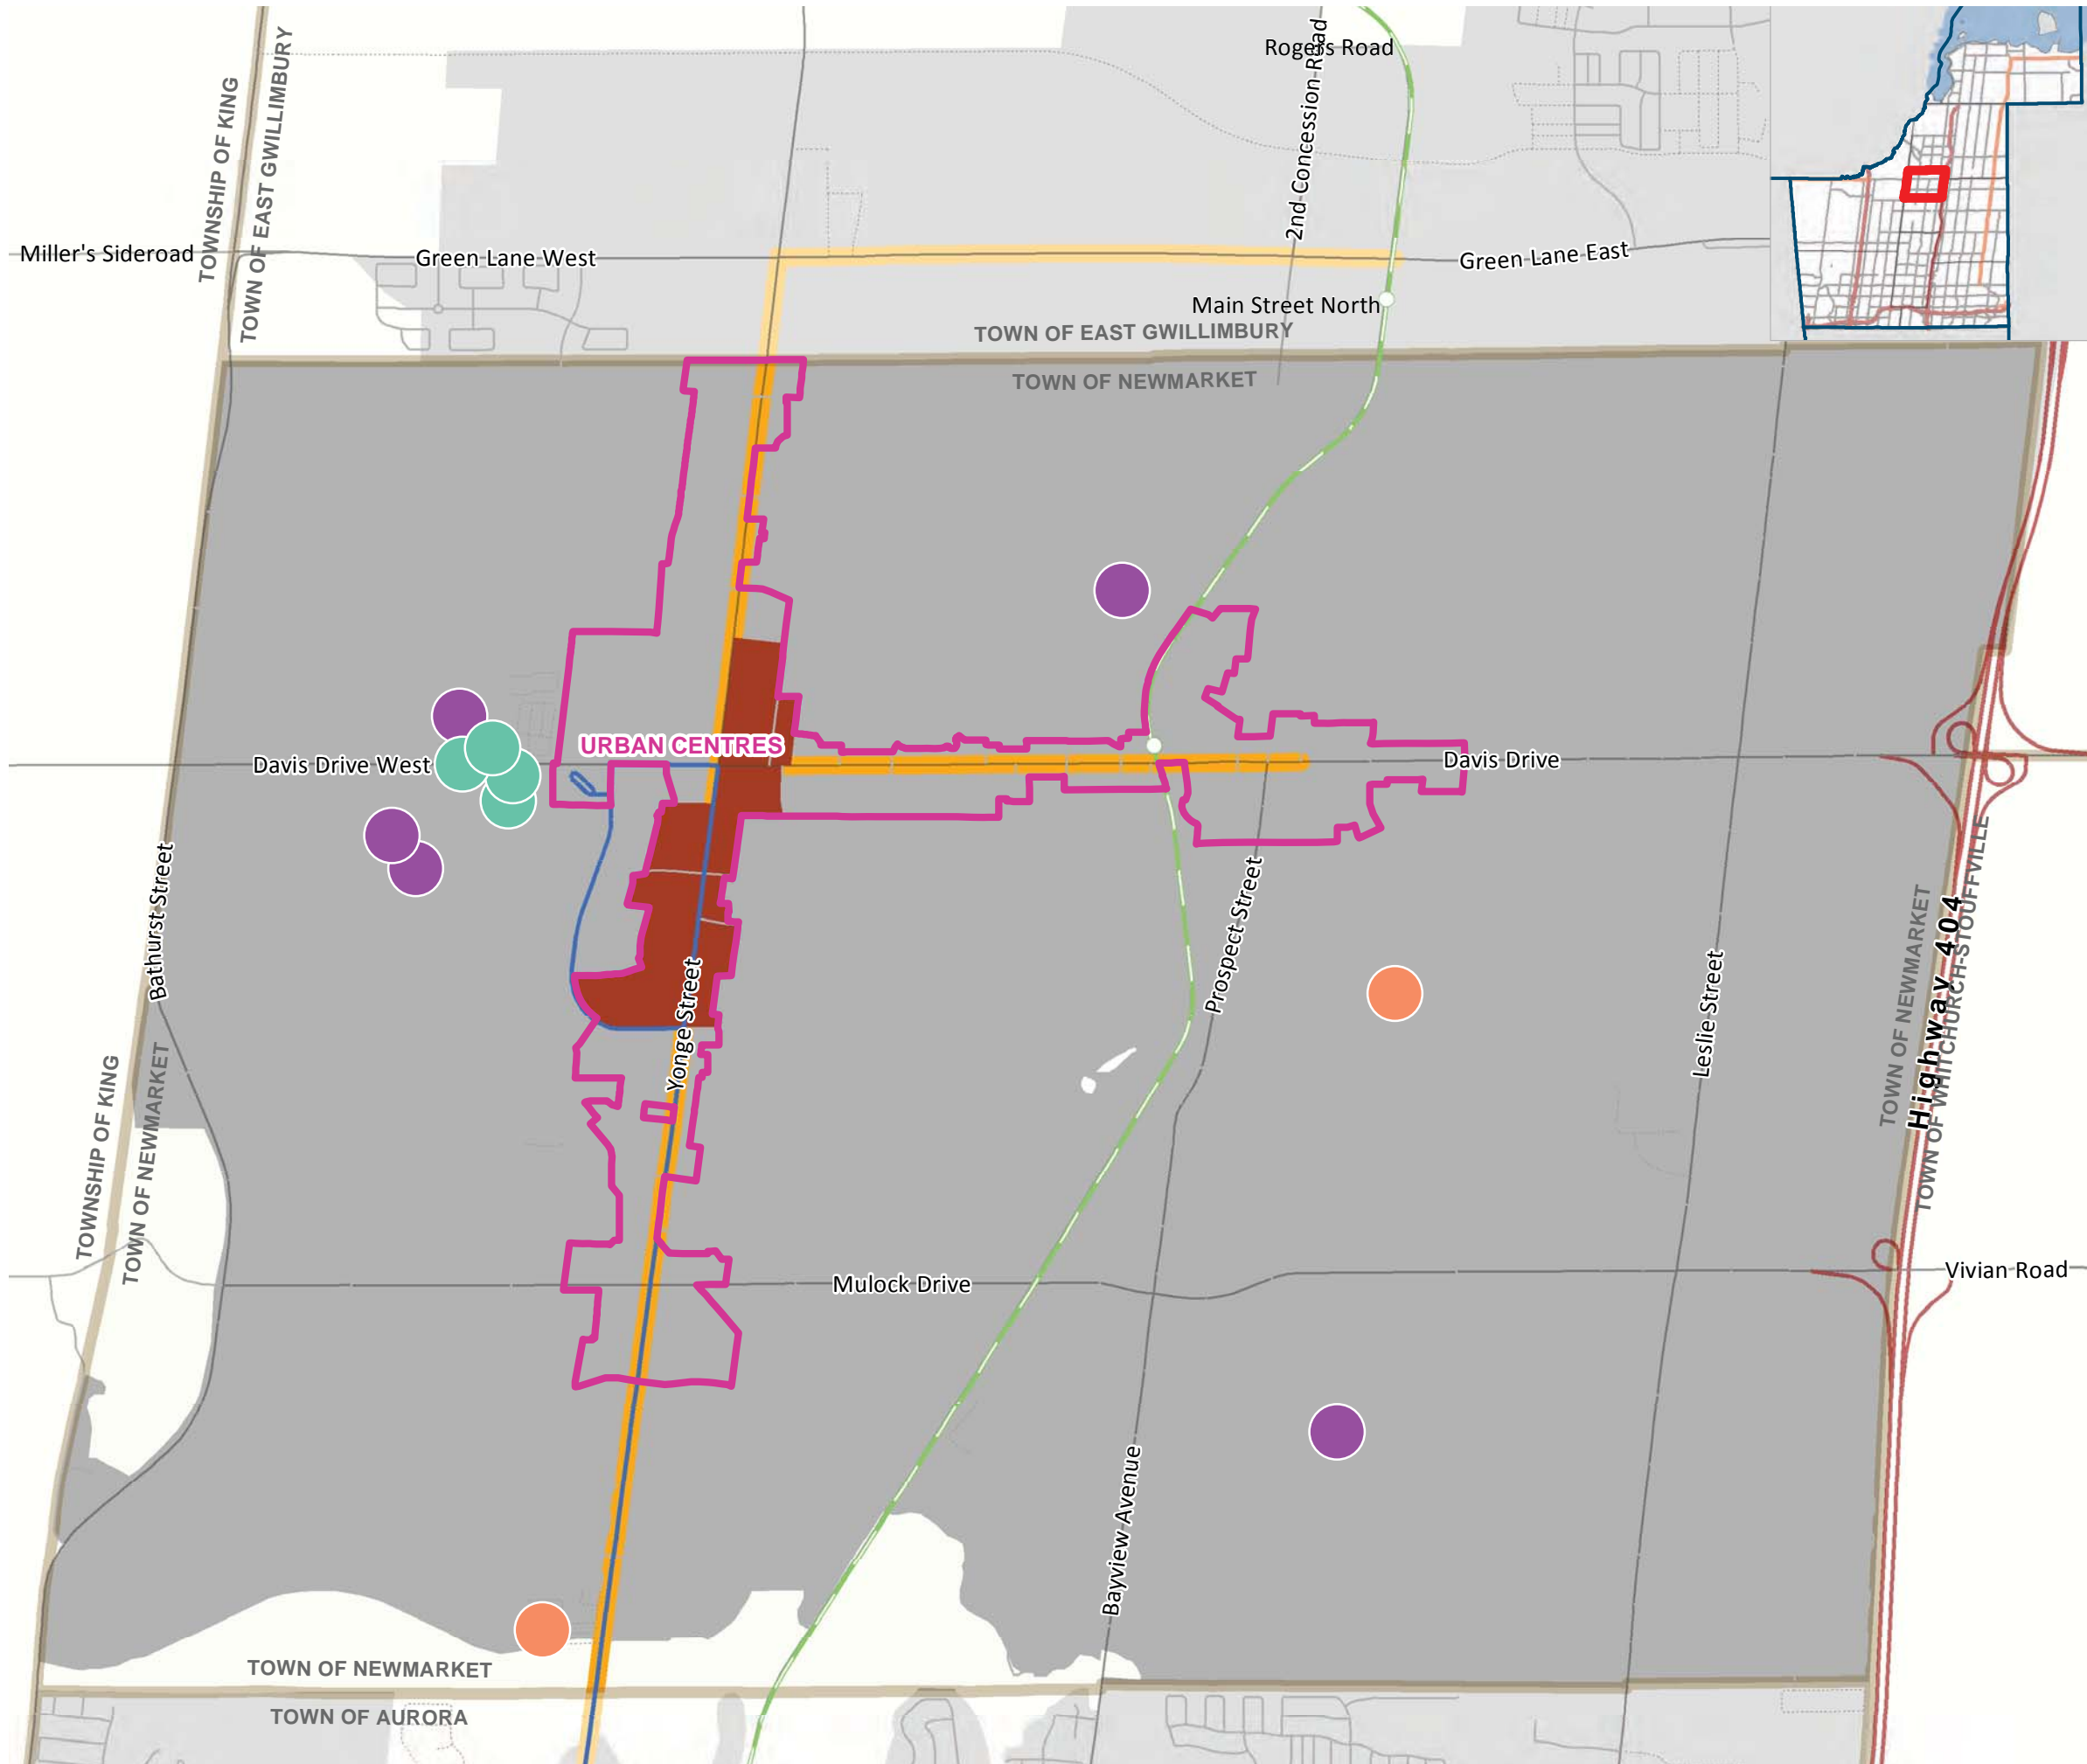 Rogers Road
2nd Concession Road
TOWNSHIP OF KING
TOWN OF EAST GWILLIMBURY
Miller's Sideroad
Green Lane West
Green Lane East
Main Street North
TOWN OF EAST GWILLIMBURY
TOWN OF NEWMARKET
URBAN CENTRES
Davis Drive West
Davis Drive
Bathurst Street
Yonge Street
Prospect Street
Leslie Street
TOWN OF NEWMARKET
Highway 404
TOWN OF WHITCHURCH-STOUFFVILLE
TOWNSHIP OF KING
TOWN OF NEWMARKET
Mulock Drive
Vivian Road
Bayview Avenue
TOWN OF NEWMARKET
TOWN OF AURORA